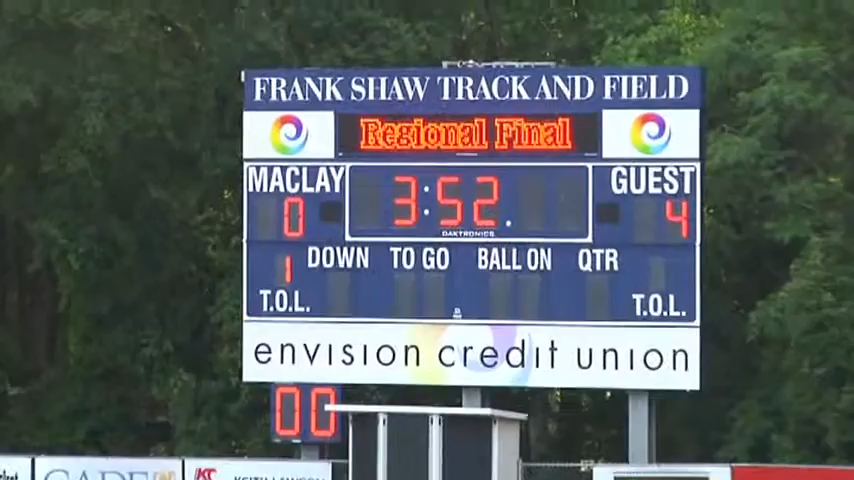 FRANK SHAW TRACK AND FIELD
Regional Final
MACLAY 3:52. GUEST
0 4
DAKTRONICS
DOWN TO GO BALL ON QTR
1
T.O.L. T.O.L.
envision credit union
00